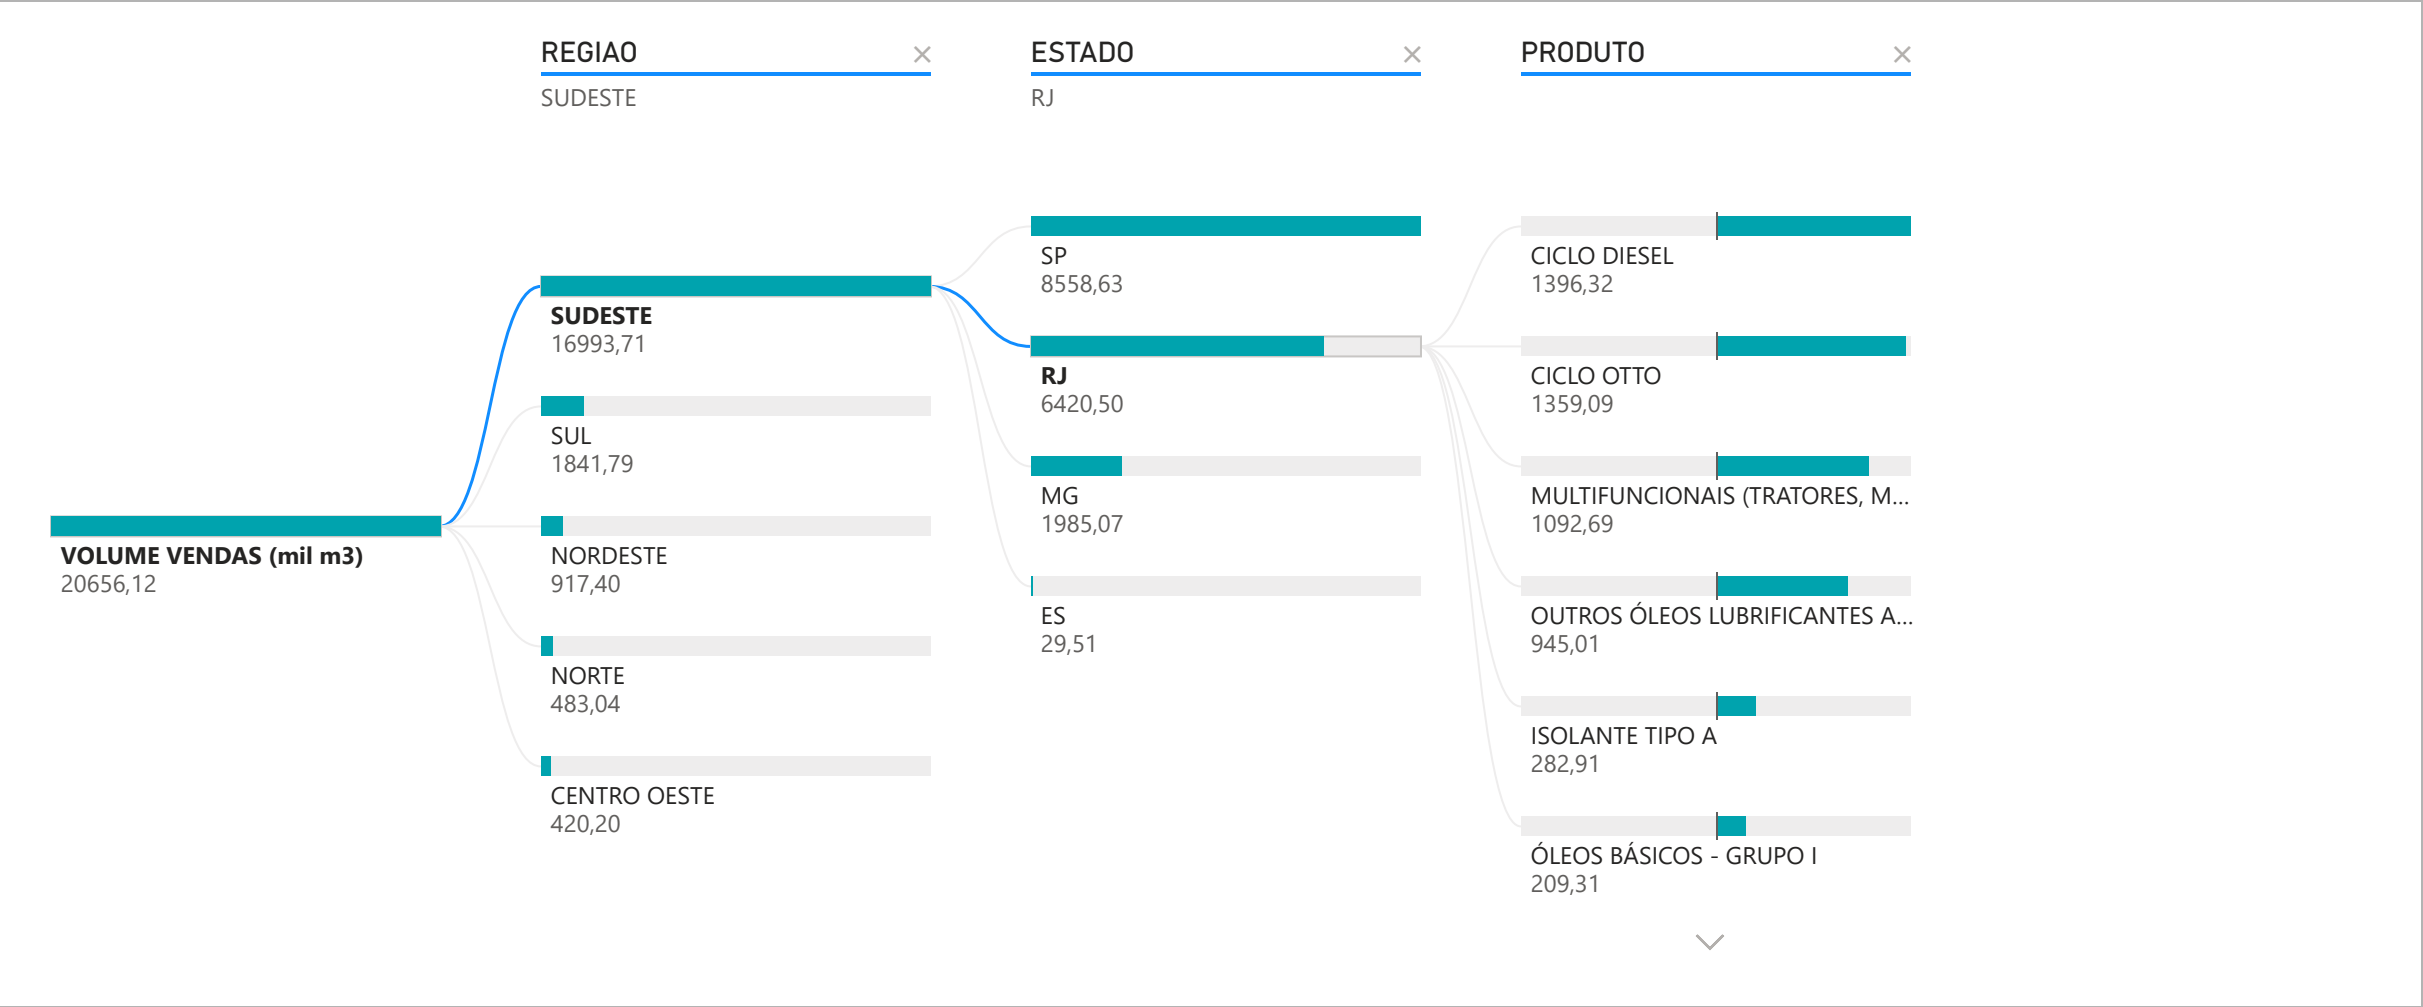 REGIAO
SUDESTE
ESTADO
RJ
PRODUTO
VOLUME VENDAS (mil m3)
20656,12
SUDESTE
16993,71
SUL
1841,79
NORDESTE
917,40
NORTE
483,04
CENTRO OESTE
420,20
SP
8558,63
RJ
6420,50
MG
1985,07
ES
29,51
CICLO DIESEL
1396,32
CICLO OTTO
1359,09
MULTIFUNCIONAIS (TRATORES, M...
1092,69
OUTROS ÓLEOS LUBRIFICANTES A...
945,01
ISOLANTE TIPO A
282,91
ÓLEOS BÁSICOS - GRUPO I
209,31